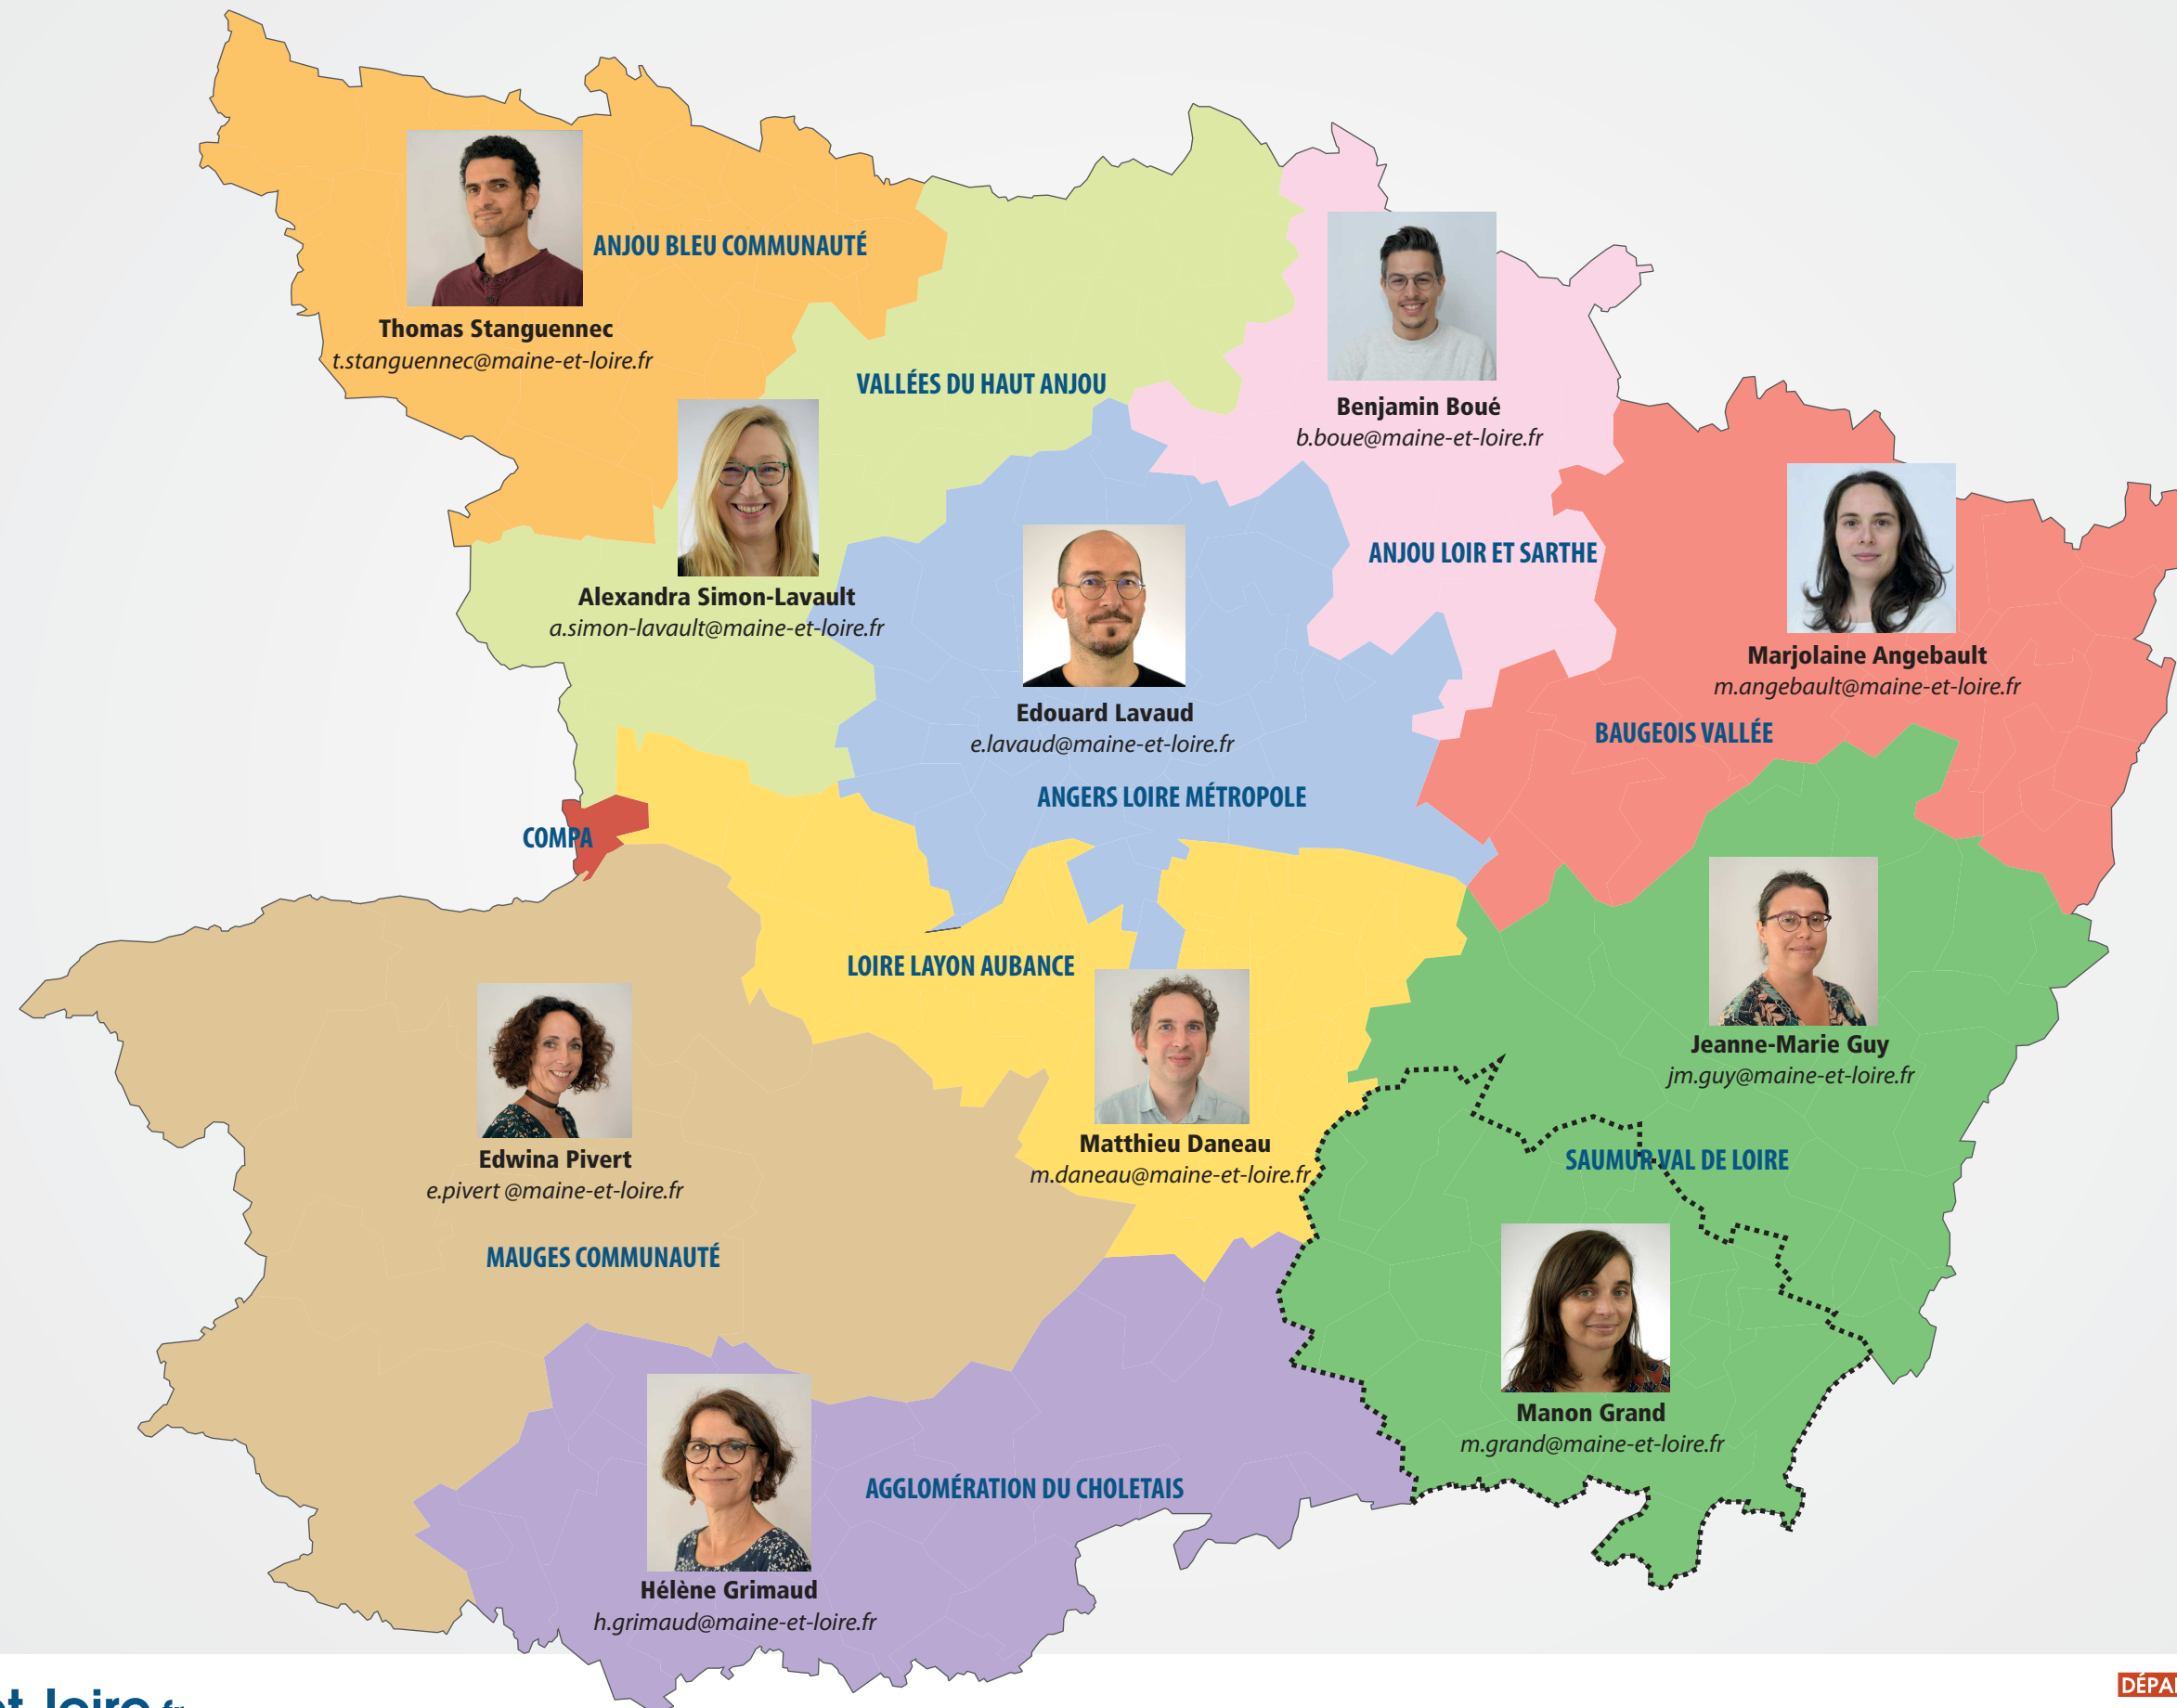 ANJOU BLEU COMMUNAUTÉ
Thomas Stanguennec
t.stanguennec@maine-et-loire.fr
VALLÉES DU HAUT ANJOU
Benjamin Boué
b.boue@maine-et-loire.fr
Alexandra Simon-Lavault
a.simon-lavault@maine-et-loire.fr
ANJOU LOIR ET SARTHE
Marjolaine Angebault
m.angebault@maine-et-loire.fr
Edouard Lavaud
e.lavaud@maine-et-loire.fr
BAUGEOIS VALLÉE
ANGERS LOIRE MÉTROPOLE
COMPA
LOIRE LAYON AUBANCE
Jeanne-Marie Guy
jm.guy@maine-et-loire.fr
Matthieu Daneau
m.daneau@maine-et-loire.fr
Edwina Pivert
e.pivert @maine-et-loire.fr
SAUMUR VAL DE LOIRE
MAUGES COMMUNAUTÉ
Manon Grand
m.grand@maine-et-loire.fr
AGGLOMÉRATION DU CHOLETAIS
Hélène Grimaud
h.grimaud@maine-et-loire.fr